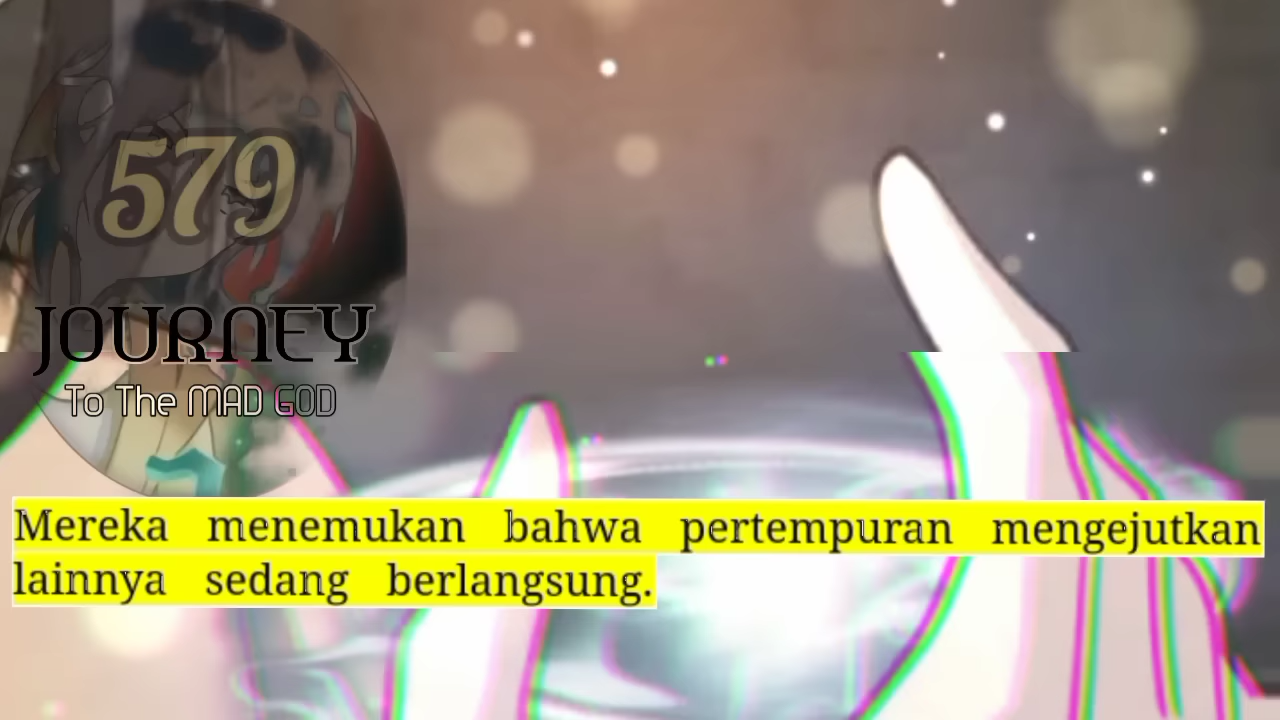 579
JOURNEY
To The MAD GOD
Mereka menemukan bahwa pertempuran mengejutkan
lainnya sedang berlangsung.